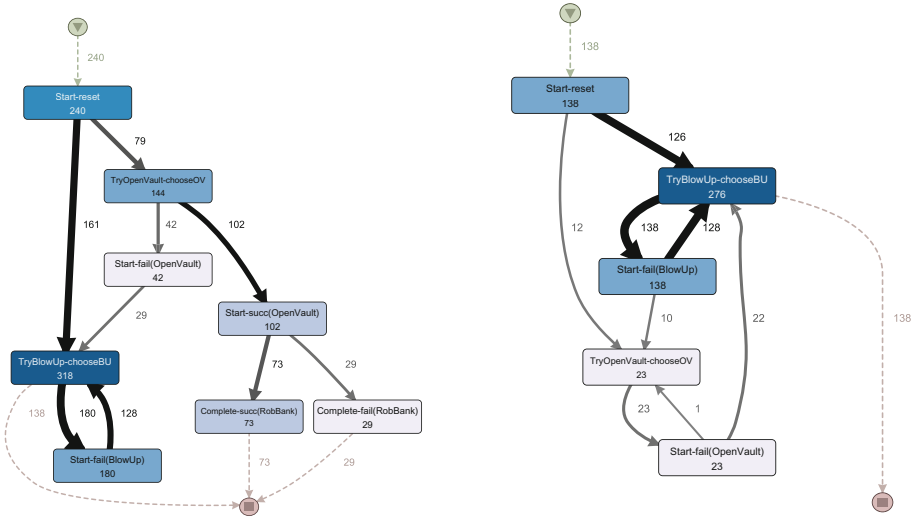 240
Start-reset
240
79
TryOpenVault-chooseOV
144
161
42
102
Start-fail(OpenVault)
42
29
Start-succ(OpenVault)
102
TryBlowUp-chooseBU
318
73
29
138
180
128
Complete-succ(RobBank)
73
Complete-fail(RobBank)
29
Start-fail(BlowUp)
180
73
29
138
Start-reset
138
126
TryBlowUp-chooseBU
276
12
138
128
Start-fail(BlowUp)
138
10
22
138
TryOpenVault-chooseOV
23
23
1
Start-fail(OpenVault)
23